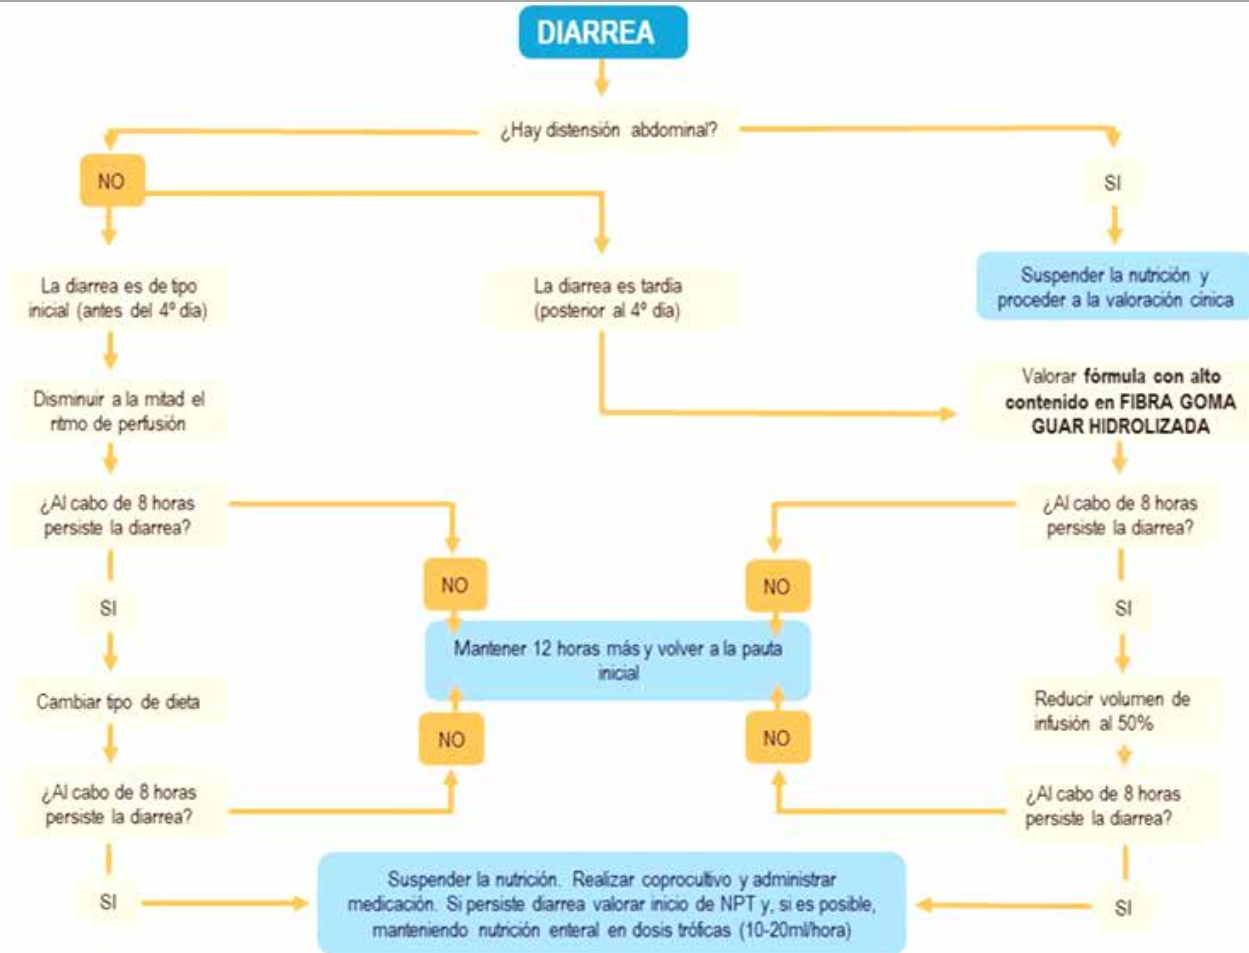 DIARREA
¿Hay distensión abdominal?
NO
SI
La diarrea es de tipo
inicial (antes del 4º día)
La diarrea es tardía
(posterior al 4º día)
Suspender la nutrición y
proceder a la valoración cínica
Disminuir a la mitad el
ritmo de perfusión
Valorar fórmula con alto
contenido en FIBRA GOMA
GUAR HIDROLIZADA
¿Al cabo de 8 horas
persiste la diarrea?
¿Al cabo de 8 horas
persiste la diarrea?
NO
NO
SI
SI
Mantener 12 horas más y volver a la pauta
inicial
Cambiar tipo de dieta
Reducir volumen de
infusión al 50%
NO
NO
¿Al cabo de 8 horas
persiste la diarrea?
¿Al cabo de 8 horas
persiste la diarrea?
SI
Suspender la nutrición. Realizar coprocultivo y administrar
medicación. Si persiste diarrea valorar inicio de NPT y, si es posible,
manteniendo nutrición enteral en dosis tróficas (10-20ml/hora)
SI